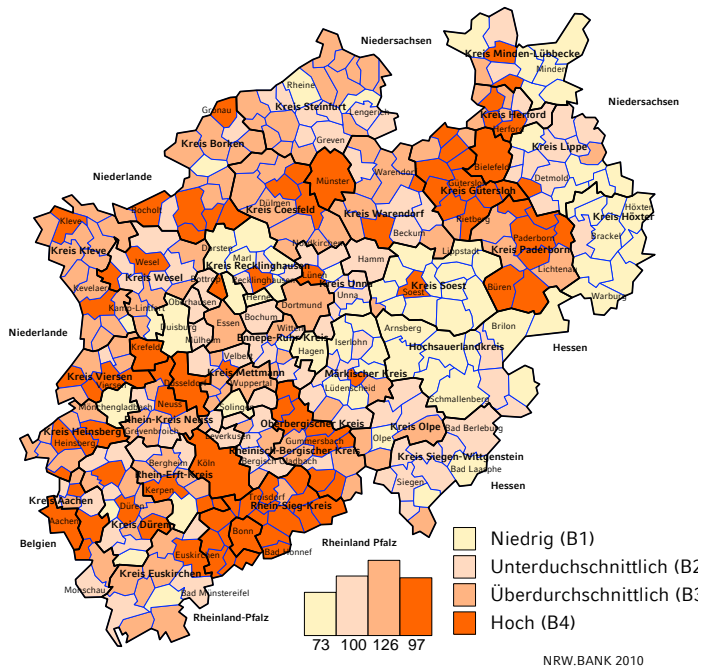 Niedersachsen
Kreis Minden-Lübbecke
Minden
Rheine
Niedersachsen
Kreis Steinfurt
Gronau
Lengerich
Kreis Herford
Herford
Greven
Kreis Borken
Kreis Lippe
Warendorf
Bielefeld
Niederlande
Münster
Gütersloh
Detmold
Kreis Gütersloh
Dülmen
Bocholt
Kreis Coesfeld
Kreis Warendorf
Rietberg
Höxter
Kreis Höxter
Kleve
Beckum
Brackel
Nordkirchen
Paderborn
Kreis Kleve
Dorsten
Lippstadt
Kreis Paderborn
Wesel
Marl
Hamm
Kreis Recklinghausen
Lichtenau
Kreis Wesel
Lünen
Bottrop
Recklinghausen
Kreis Unna
Kreis Soest
Kevelaer
Büren
Unna
Soest
Herne
Warburg
Oberhausen
Kamp-Lintfort
Dortmund
Bochum
Essen
Duisburg
Arnsberg
Brilon
Niederlande
Witten
Ennepe-Ruhr-Kreis
Mülheim
Iserlohn
Krefeld
Hagen
Hochsauerlandkreis
Hessen
Velbert
Kreis Mettmann
Kreis Viersen
Märkischer Kreis
Viersen
Düsseldorf
Wuppertal
Lüdenscheid
Schmallenberg
Neuss
Mönchengladbach
Solingen
Rhein-Kreis Neuss
Oberbergischer Kreis
Kreis Olpe
Bad Berleburg
Kreis Heinsberg
Grevenbroich
Leverkusen
Heinsberg
Gummersbach
Olpe
Rheinisch-Bergischer Kreis
Kreis Siegen-Wittgenstein
Bergheim
Köln
Bergisch Gladbach
Bad Laasphe
Rhein-Erft-Kreis
Siegen
Hessen
Kerpen
Troisdorf
Kreis Aachen
Düren
Rhein-Sieg-Kreis
Aachen
Kreis Düren
Bonn
Belgien
Rheinland Pfalz
Euskirchen
Bad Honnef
Kreis Euskirchen
Monschau
Bad Münstereifel
Rheinland-Pfalz
Niedrig (B1)
Unterduchschnittlich (B2
Überdurchschnittlich (B3
Hoch (B4)
73 100 126 97
NRW.BANK 2010